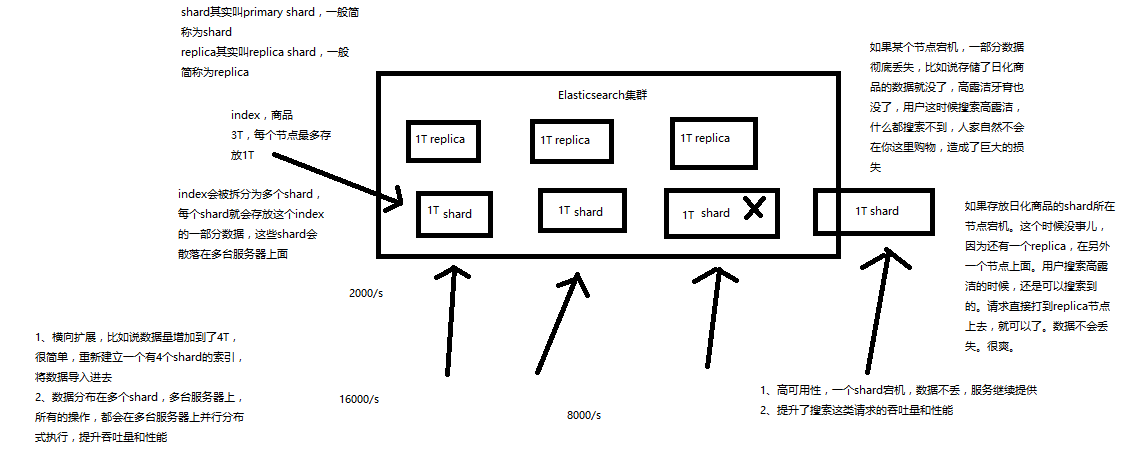 shard其实叫primary shard，一般简
称为shard
replica其实叫replica shard，一般
简称为replica
index，商品
3T，每个节点最多存
放1T
index会被拆分为多个shard，
每个shard就会存放这个index
的一部分数据，这些shard会
散落在多台服务器上面
Elasticsearch集群
1T replica
1T replica
1T replica
1T shard
1T shard
1T shard
1T shard
如果某个节点宕机，一部分数据
彻底丢失，比如说存储了日化商
品的数据就没了，高露洁牙膏也
没了，用户这时候搜索高露洁，
什么都搜索不到，人家自然不会
在你这里购物，造成了巨大的损
失
如果存放日化商品的shard所在
节点宕机。这个时候没事儿，
因为还有一个replica，在另外
一个节点上面。用户搜索高露
洁的时候，还是可以搜索到
的。请求直接打到replica节点
上去，就可以了。数据不会丢
失。很爽。
2000/s
1、横向扩展，比如说数据量增加到了4T，
很简单，重新建立一个有4个shard的索引，
将数据导入进去
2、数据分布在多个shard，多台服务器上，
所有的操作，都会在多台服务器上并行分布
式执行，提升吞吐量和性能
16000/s
8000/s
1、高可用性，一个shard宕机，数据不丢，服务继续提供
2、提升了搜索这类请求的吞吐量和性能